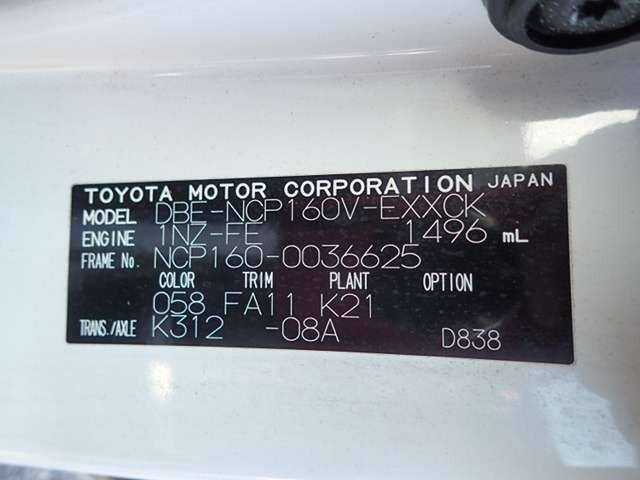 TOYOTA MOTOR CORPORATION JAPAN
MODEL DBE-NCP160V-EXXCK
ENGINE 1NZ-FE 1496 mL
FRAME No. NCP160-0036625
COLOR TRIM PLANT OPTION
058 FA11 K21
TRANS./AXLE K312 -08A D838